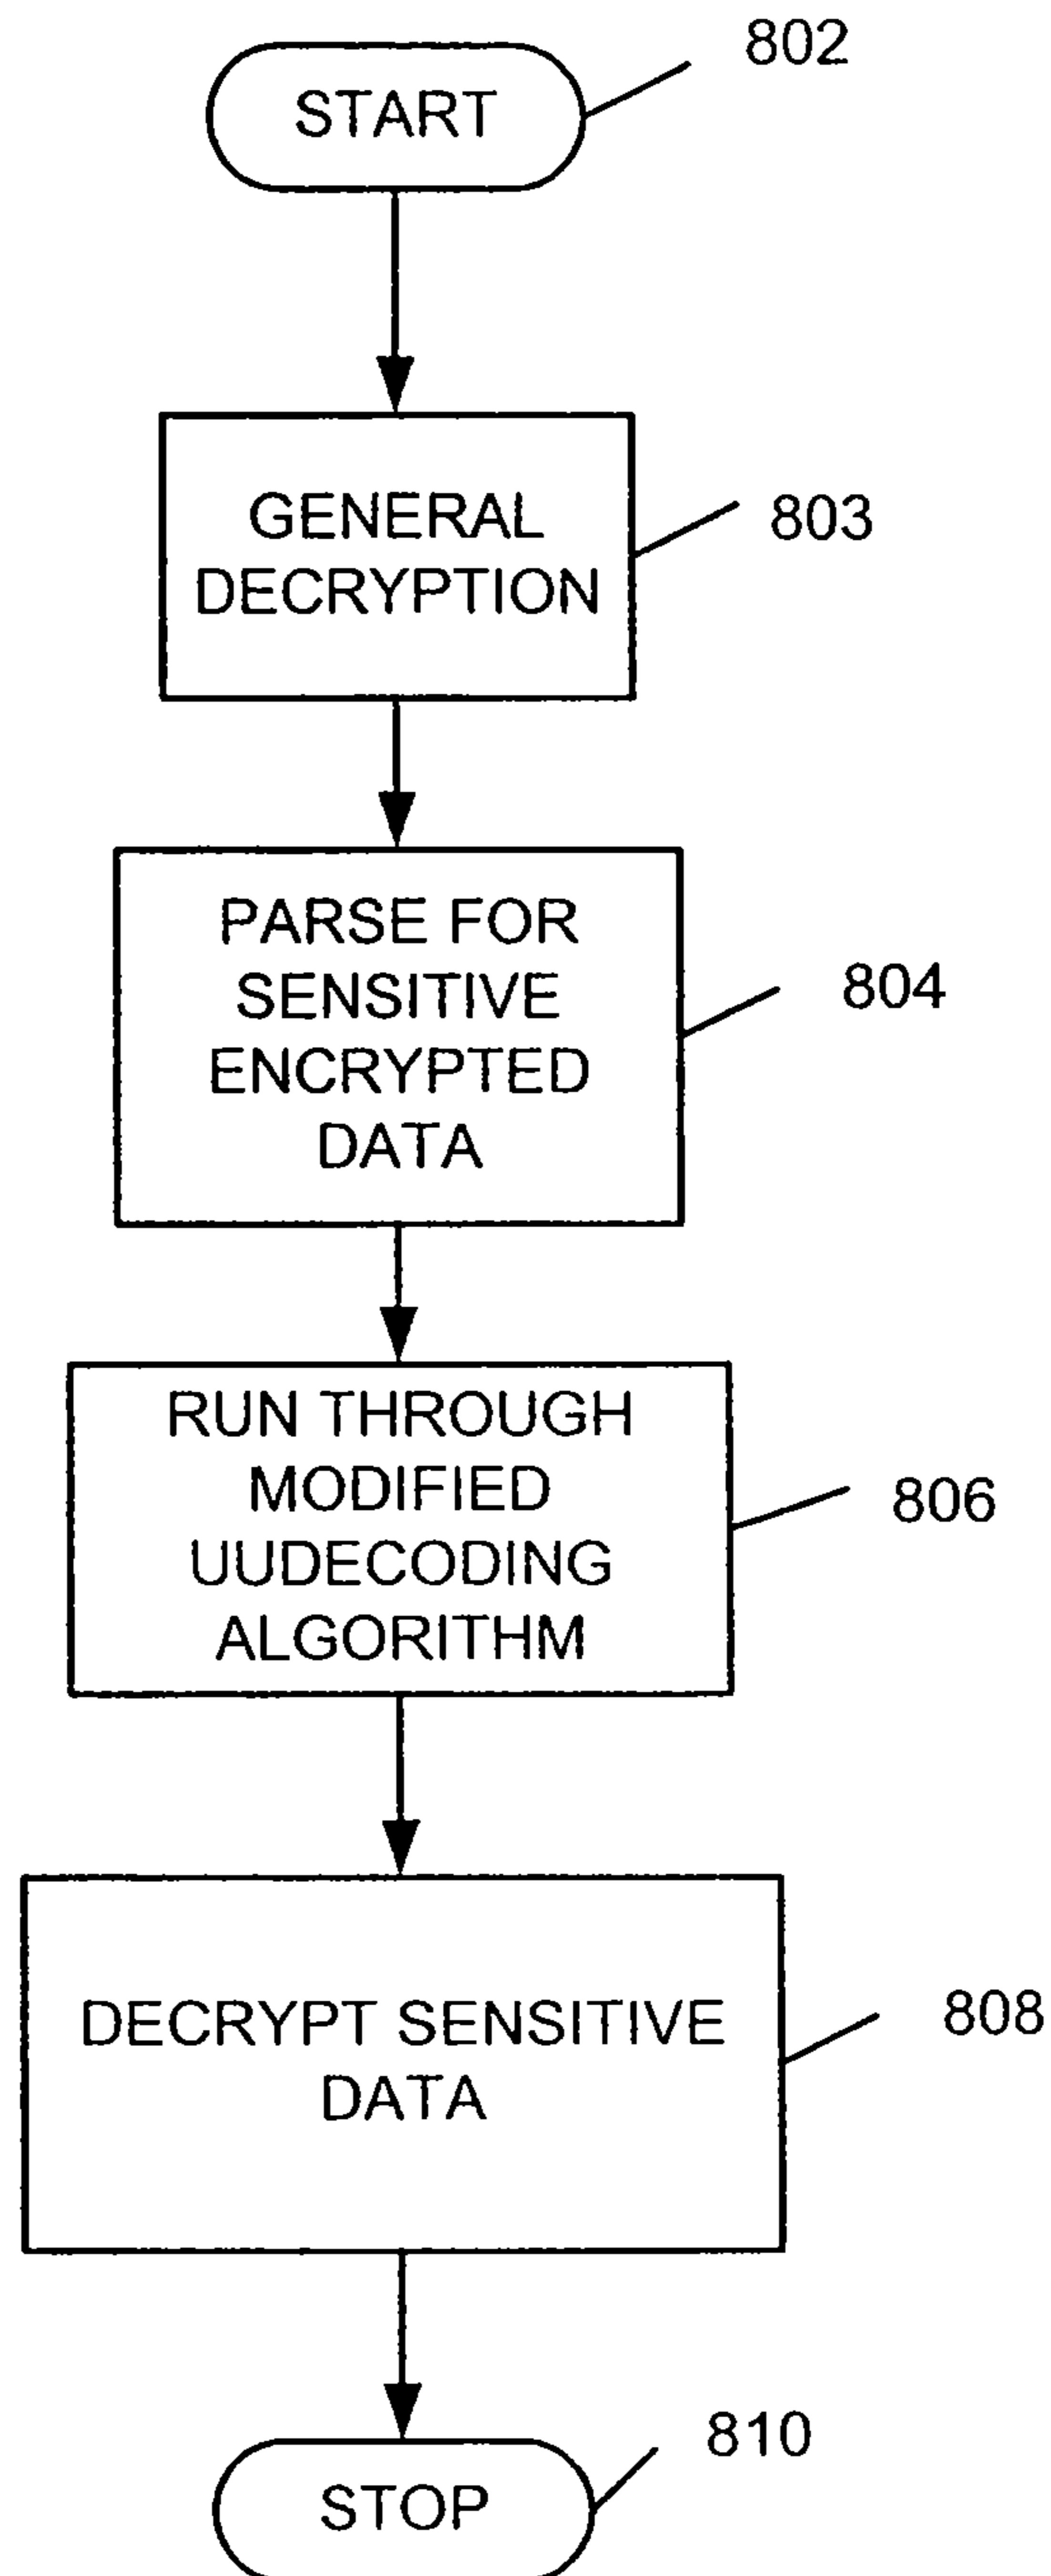 START
802
GENERAL
DECRYPTION
803
PARSE FOR
SENSITIVE
ENCRYPTED
DATA
804
RUN THROUGH
MODIFIED
UUDECODING
ALGORITHM
806
DECRYPT SENSITIVE
DATA
808
STOP
810